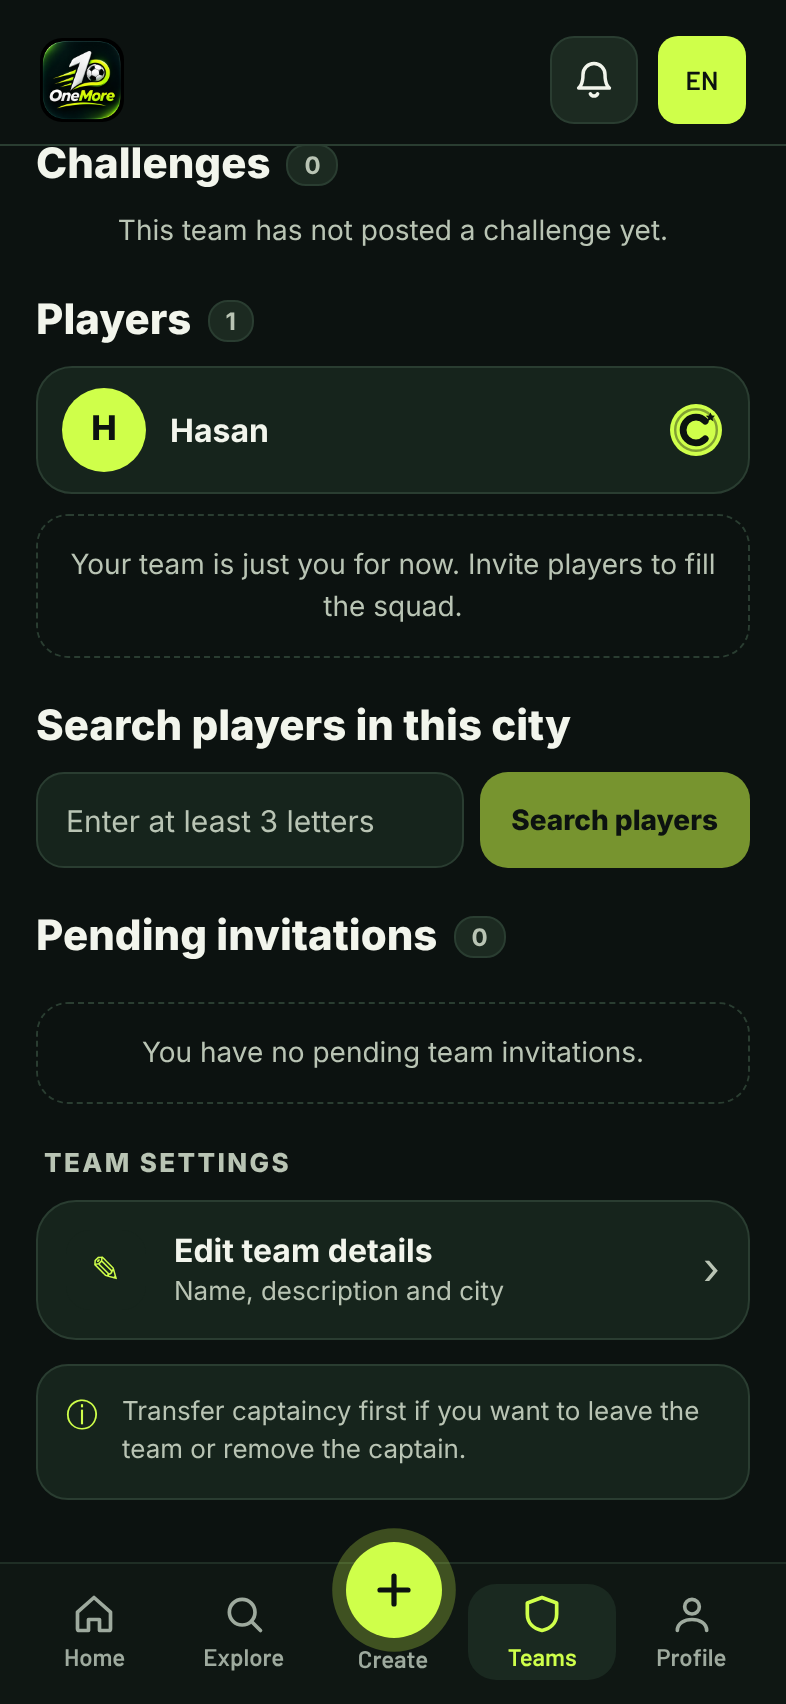 10
OneMore
EN
Challenges 0
This team has not posted a challenge yet.
Players 1
H Hasan C
Your team is just you for now. Invite players to fill
the squad.
Search players in this city
Enter at least 3 letters Search players
Pending invitations 0
You have no pending team invitations.
TEAM SETTINGS
Edit team details
Name, description and city
Transfer captaincy first if you want to leave the
team or remove the captain.
Home Explore Create Teams Profile